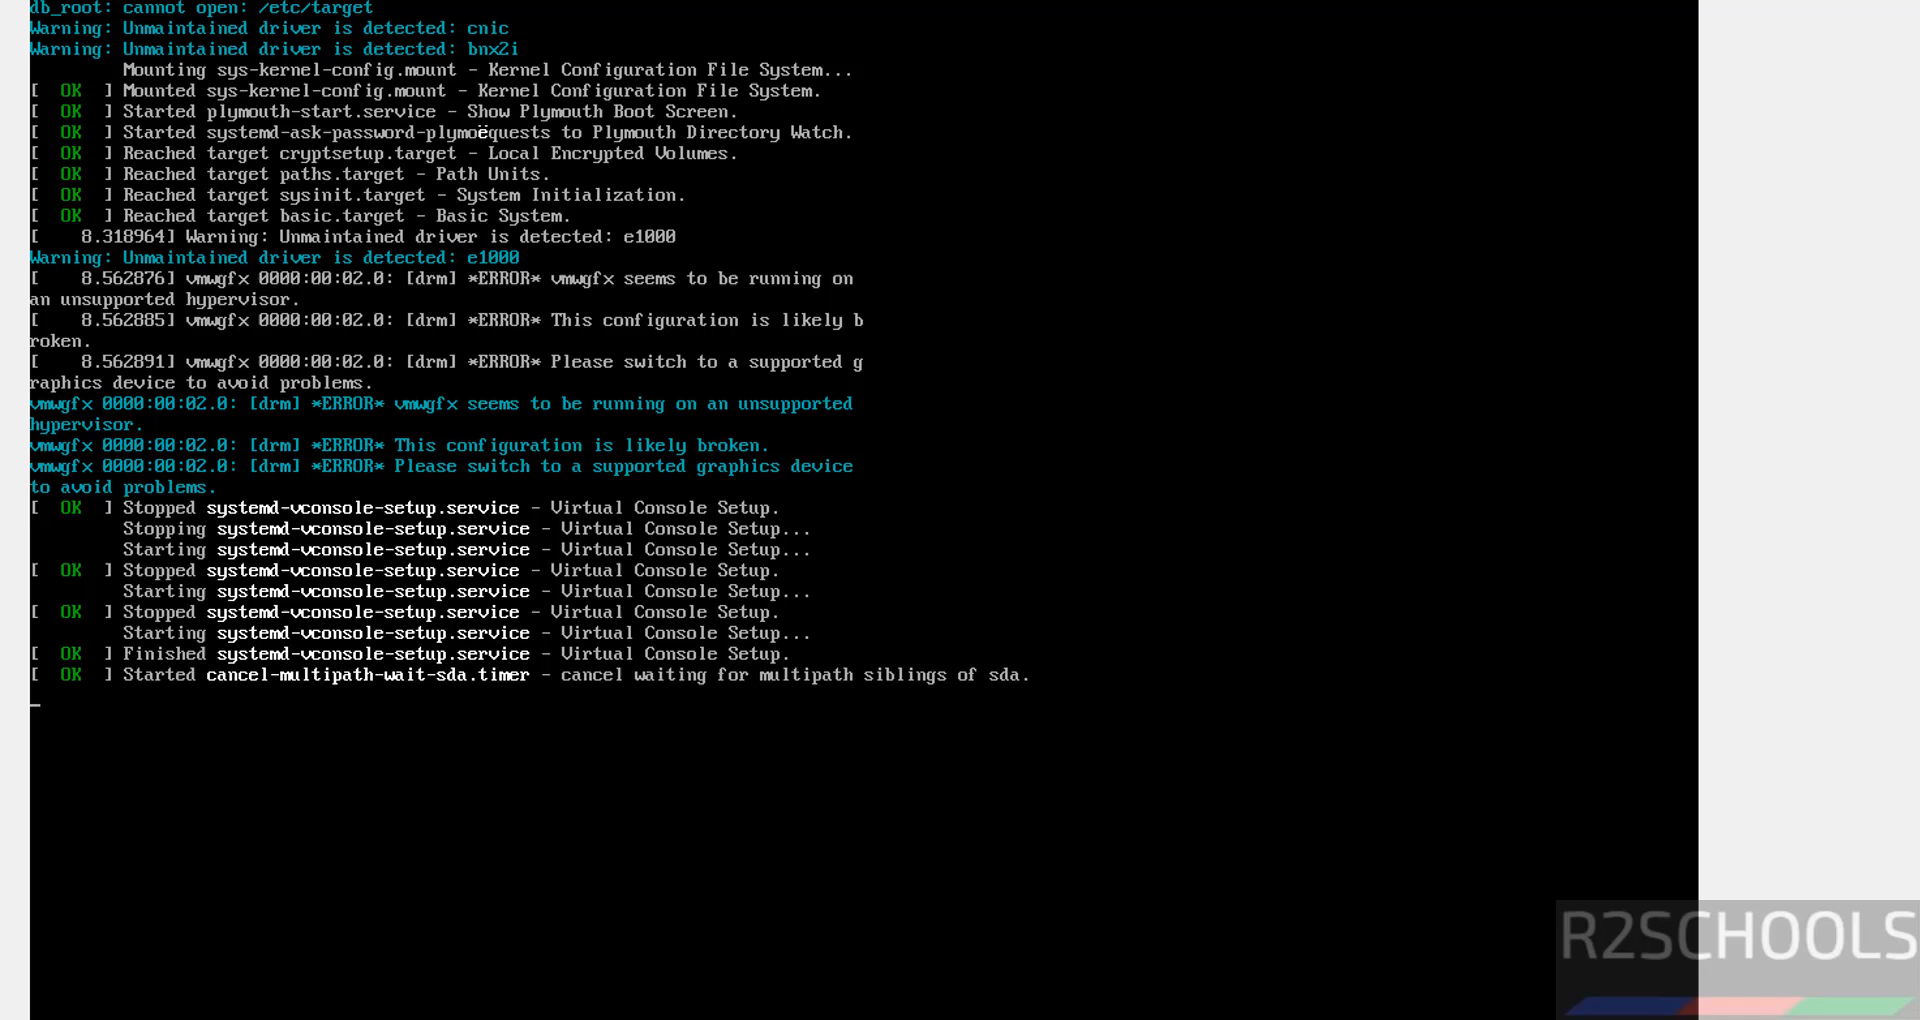 db_root: cannot open: /etc/target
Warning: Unmaintained driver is detected: cnic
Warning: Unmaintained driver is detected: bnx2i
Mounting sys-kernel-config.mount - Kernel Configuration File System...
[  OK  ] Mounted sys-kernel-config.mount - Kernel Configuration File System.
[  OK  ] Started plymouth-start.service - Show Plymouth Boot Screen.
[  OK  ] Started systemd-ask-password-plymoëquests to Plymouth Directory Watch.
[  OK  ] Reached target cryptsetup.target - Local Encrypted Volumes.
[  OK  ] Reached target paths.target - Path Units.
[  OK  ] Reached target sysinit.target - System Initialization.
[  OK  ] Reached target basic.target - Basic System.
[    8.318964] Warning: Unmaintained driver is detected: e1000
Warning: Unmaintained driver is detected: e1000
[    8.562876] vmwgfx 0000:00:02.0: [drm] *ERROR* vmwgfx seems to be running on
an unsupported hypervisor.
[    8.562885] vmwgfx 0000:00:02.0: [drm] *ERROR* This configuration is likely b
roken.
[    8.562891] vmwgfx 0000:00:02.0: [drm] *ERROR* Please switch to a supported g
raphics device to avoid problems.
vmwgfx 0000:00:02.0: [drm] *ERROR* vmwgfx seems to be running on an unsupported
hypervisor.
vmwgfx 0000:00:02.0: [drm] *ERROR* This configuration is likely broken.
vmwgfx 0000:00:02.0: [drm] *ERROR* Please switch to a supported graphics device
to avoid problems.
[  OK  ] Stopped systemd-vconsole-setup.service - Virtual Console Setup.
Stopping systemd-vconsole-setup.service - Virtual Console Setup...
Starting systemd-vconsole-setup.service - Virtual Console Setup...
[  OK  ] Stopped systemd-vconsole-setup.service - Virtual Console Setup.
Starting systemd-vconsole-setup.service - Virtual Console Setup...
[  OK  ] Stopped systemd-vconsole-setup.service - Virtual Console Setup.
Starting systemd-vconsole-setup.service - Virtual Console Setup...
[  OK  ] Finished systemd-vconsole-setup.service - Virtual Console Setup.
[  OK  ] Started cancel-multipath-wait-sda.timer - cancel waiting for multipath siblings of sda.
R2SCHOOLS